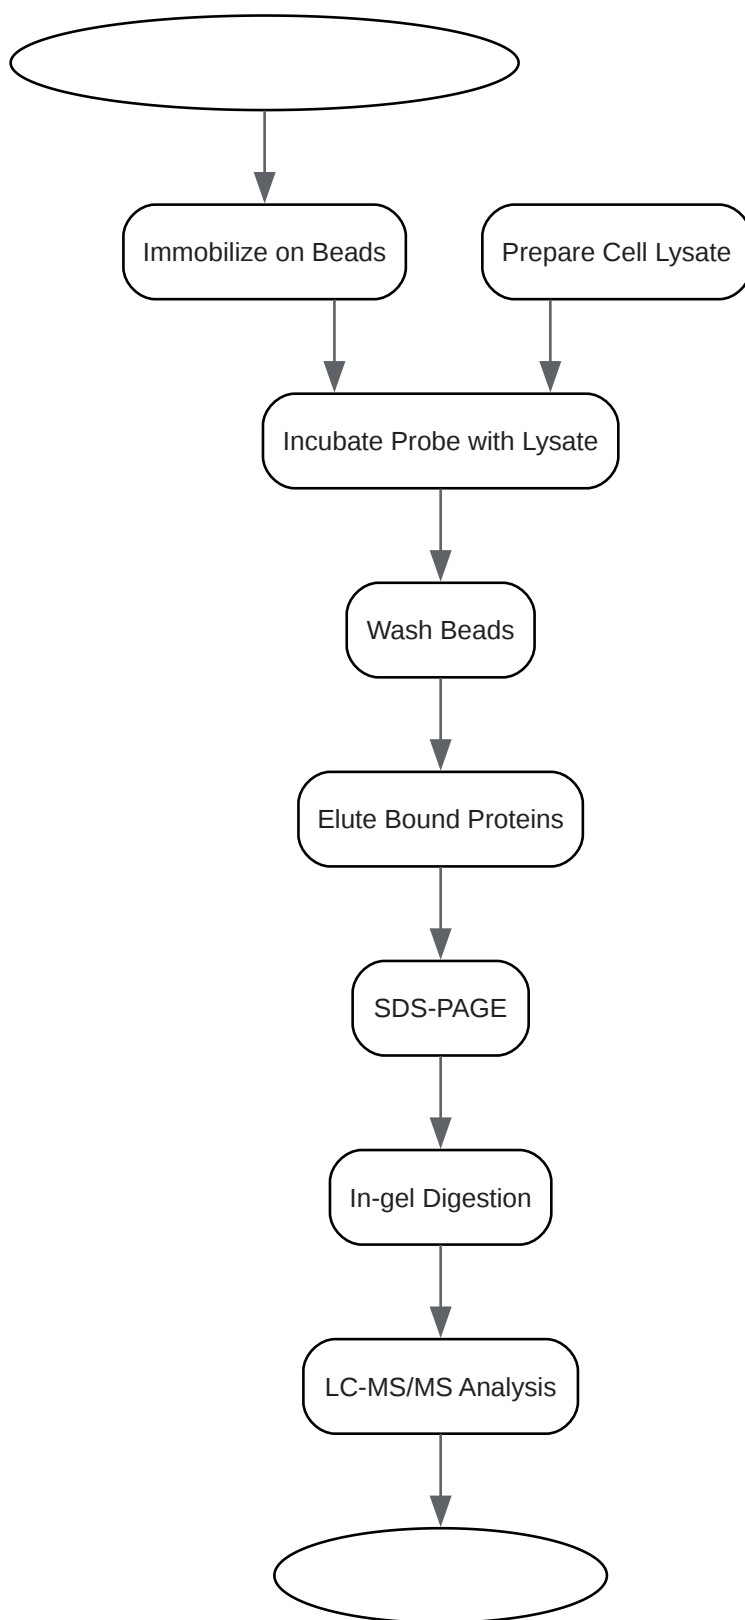 Immobilize on Beads
Prepare Cell Lysate
Incubate Probe with Lysate
Wash Beads
Elute Bound Proteins
SDS-PAGE
In-gel Digestion
LC-MS/MS Analysis